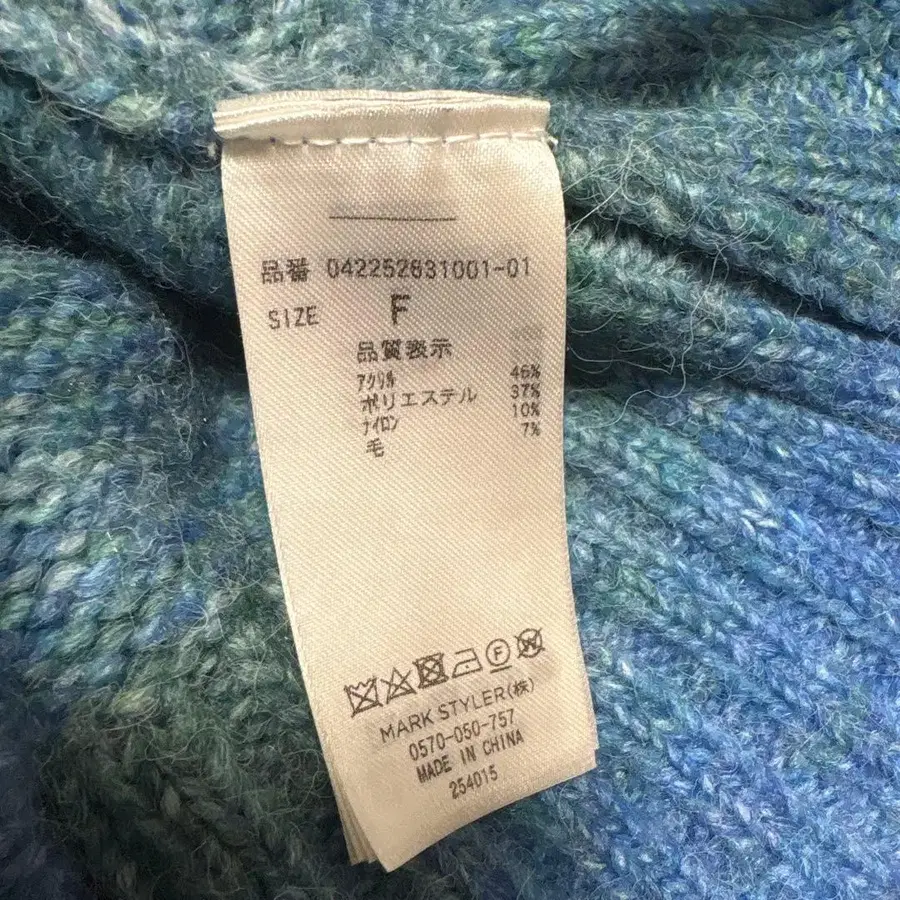 品番 042252831001-01
SIZE F
品質表示
アクリル 46%
ポリエステル 37%
ナイロン 10%
毛 7%
MARK STYLER(株)
0570-050-757
MADE IN CHINA
254015